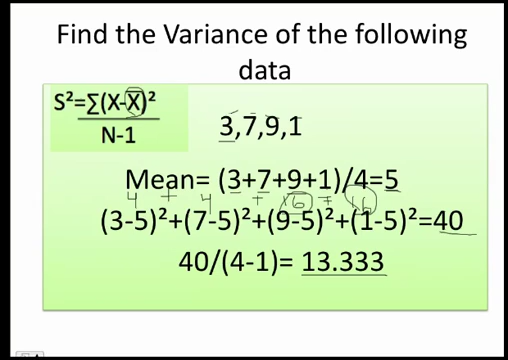 Find the Variance of the following
data
S²=∑(X-X̅)²
N-1
3,7,9,1
Mean= (3+7+9+1)/4=5
4 + 4 + 16 + 16
(3-5)²+(7-5)²+(9-5)²+(1-5)²=40
40/(4-1)= 13.333